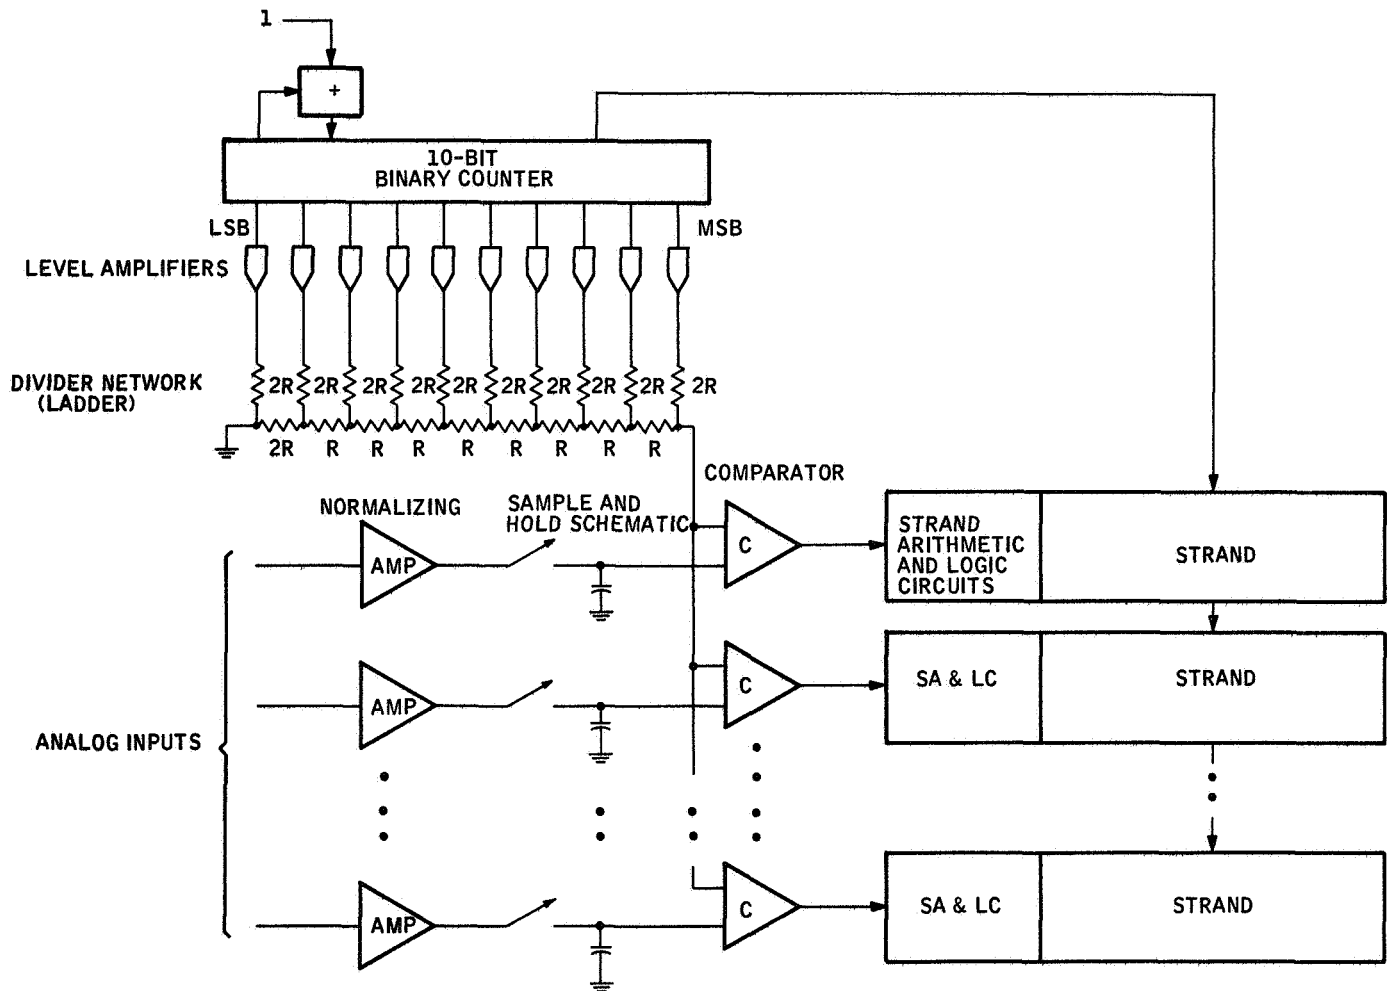 1
+
10-BIT
BINARY COUNTER
LSB
MSB
LEVEL AMPLIFIERS
DIVIDER NETWORK
(LADDER)
2R 2R 2R 2R 2R 2R 2R 2R 2R 2R
2R R R R R R R R R
COMPARATOR
NORMALIZING
SAMPLE AND
HOLD SCHEMATIC
AMP
C
STRAND
ARITHMETIC
AND LOGIC
CIRCUITS
STRAND
AMP
C
SA & LC
STRAND
ANALOG INPUTS
AMP
C
SA & LC
STRAND